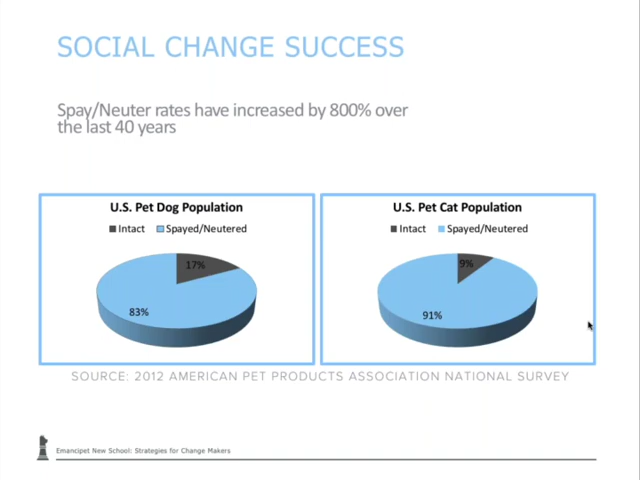 SOCIAL CHANGE SUCCESS
Spay/Neuter rates have increased by 800% over
the last 40 years
U.S. Pet Dog Population
Intact Spayed/Neutered
17%
83%
U.S. Pet Cat Population
Intact Spayed/Neutered
9%
91%
SOURCE: 2012 AMERICAN PET PRODUCTS ASSOCIATION NATIONAL SURVEY
Emancipet New School: Strategies for Change Makers